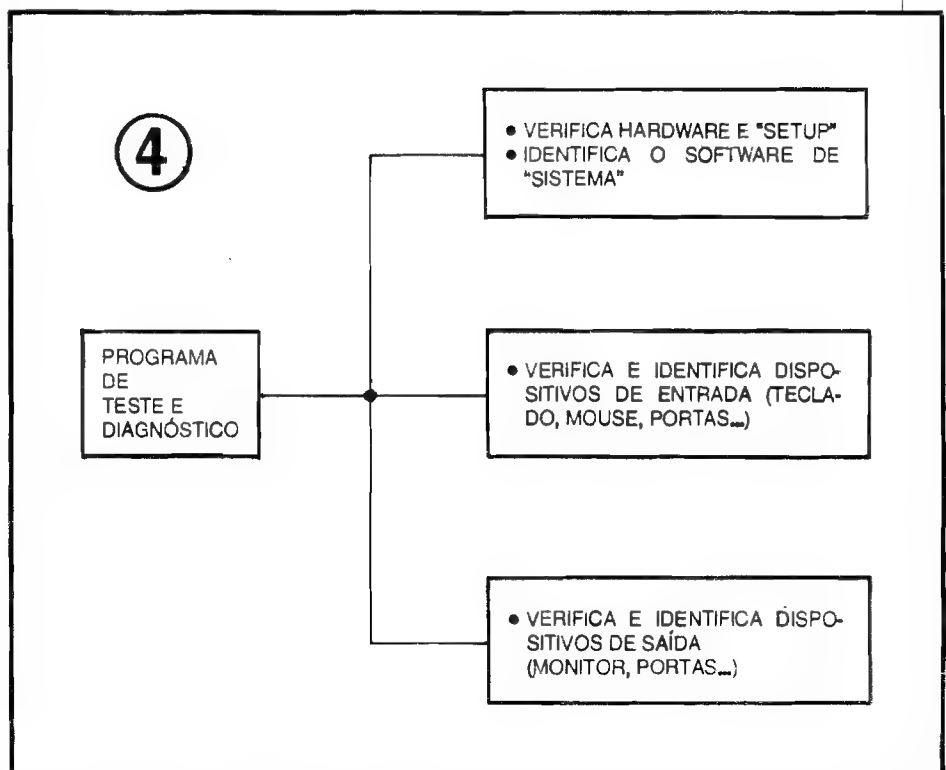 4
● VERIFICA HARDWARE E "SETUP"
● IDENTIFICA O SOFTWARE DE
"SISTEMA"
PROGRAMA
DE
TESTE E
DIAGNÓSTICO
● VERIFICA E IDENTIFICA DISPO-
SITIVOS DE ENTRADA (TECLA-
DO, MOUSE, PORTAS...)
● VERIFICA E IDENTIFICA DISPO-
SITIVOS DE SAÍDA
(MONITOR, PORTAS...)